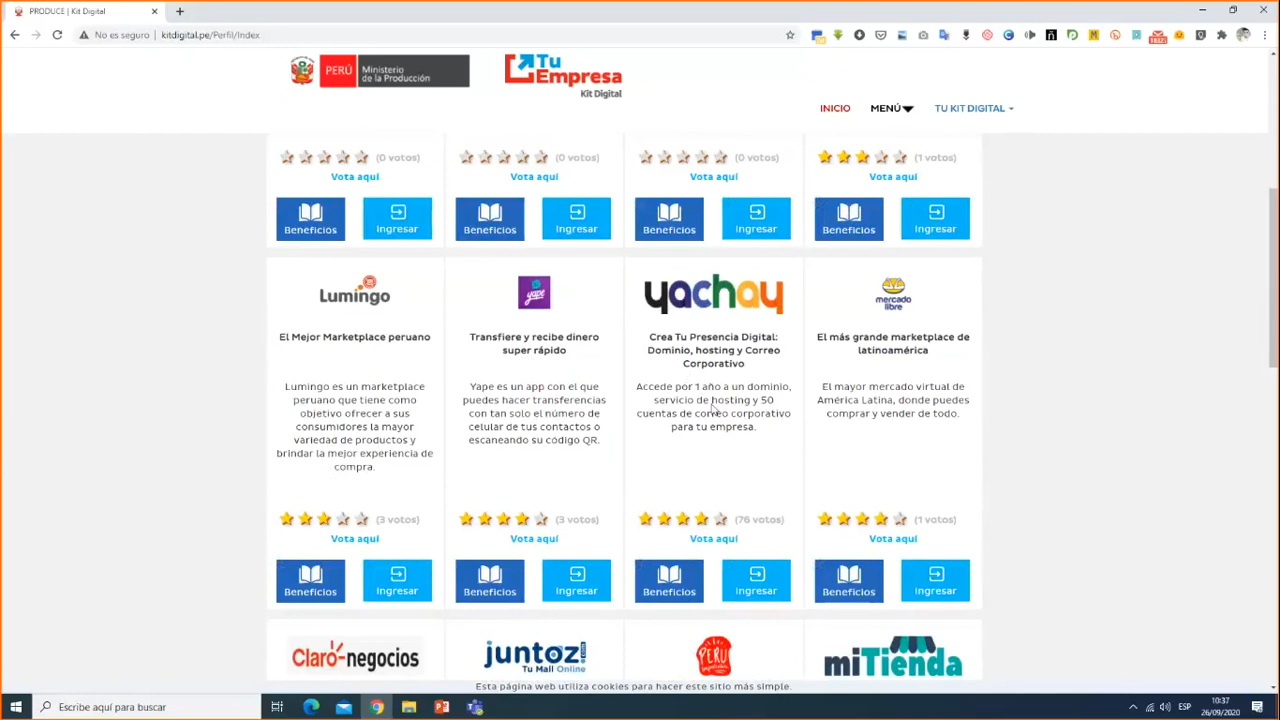 PRODUCE | Kit Digital
No es seguro | kitdigital.pe/Perfil/Index
PERÚ Ministerio de la Producción
Tu Empresa
Kit Digital
INICIO MENÚ TU KIT DIGITAL
(0 votos) (0 votos) (0 votos) (1 votos)
Vota aquí Vota aquí Vota aquí Vota aquí
Beneficios Ingresar Beneficios Ingresar Beneficios Ingresar Beneficios Ingresar
Lumingo
El Mejor Marketplace peruano
Lumingo es un marketplace
peruano que tiene como
objetivo ofrecer a sus
consumidores la mayor
variedad de productos y
brindar la mejor experiencia de
compra.
(3 votos)
Vota aquí
Beneficios Ingresar
yape
Transfiere y recibe dinero
super rápido
Yape es un app con el que
puedes hacer transferencias
con tan solo el número de
celular de tus contactos o
escaneando su código QR.
(3 votos)
Vota aquí
Beneficios Ingresar
yachay
Crea Tu Presencia Digital:
Dominio, hosting y Correo
Corporativo
Accede por 1 año a un dominio,
servicio de hosting y 50
cuentas de correo corporativo
para tu empresa.
(76 votos)
Vota aquí
Beneficios Ingresar
mercado
libre
El más grande marketplace de
latinoamérica
El mayor mercado virtual de
América Latina, donde puedes
comprar y vender de todo.
(1 votos)
Vota aquí
Beneficios Ingresar
Claro-negocios
juntoz.com
Tu Mall Online
PERU
miTienda
Esta página web utiliza cookies para hacer este sitio más simple.
Escribe aquí para buscar
ESP
10:37
26/09/2020